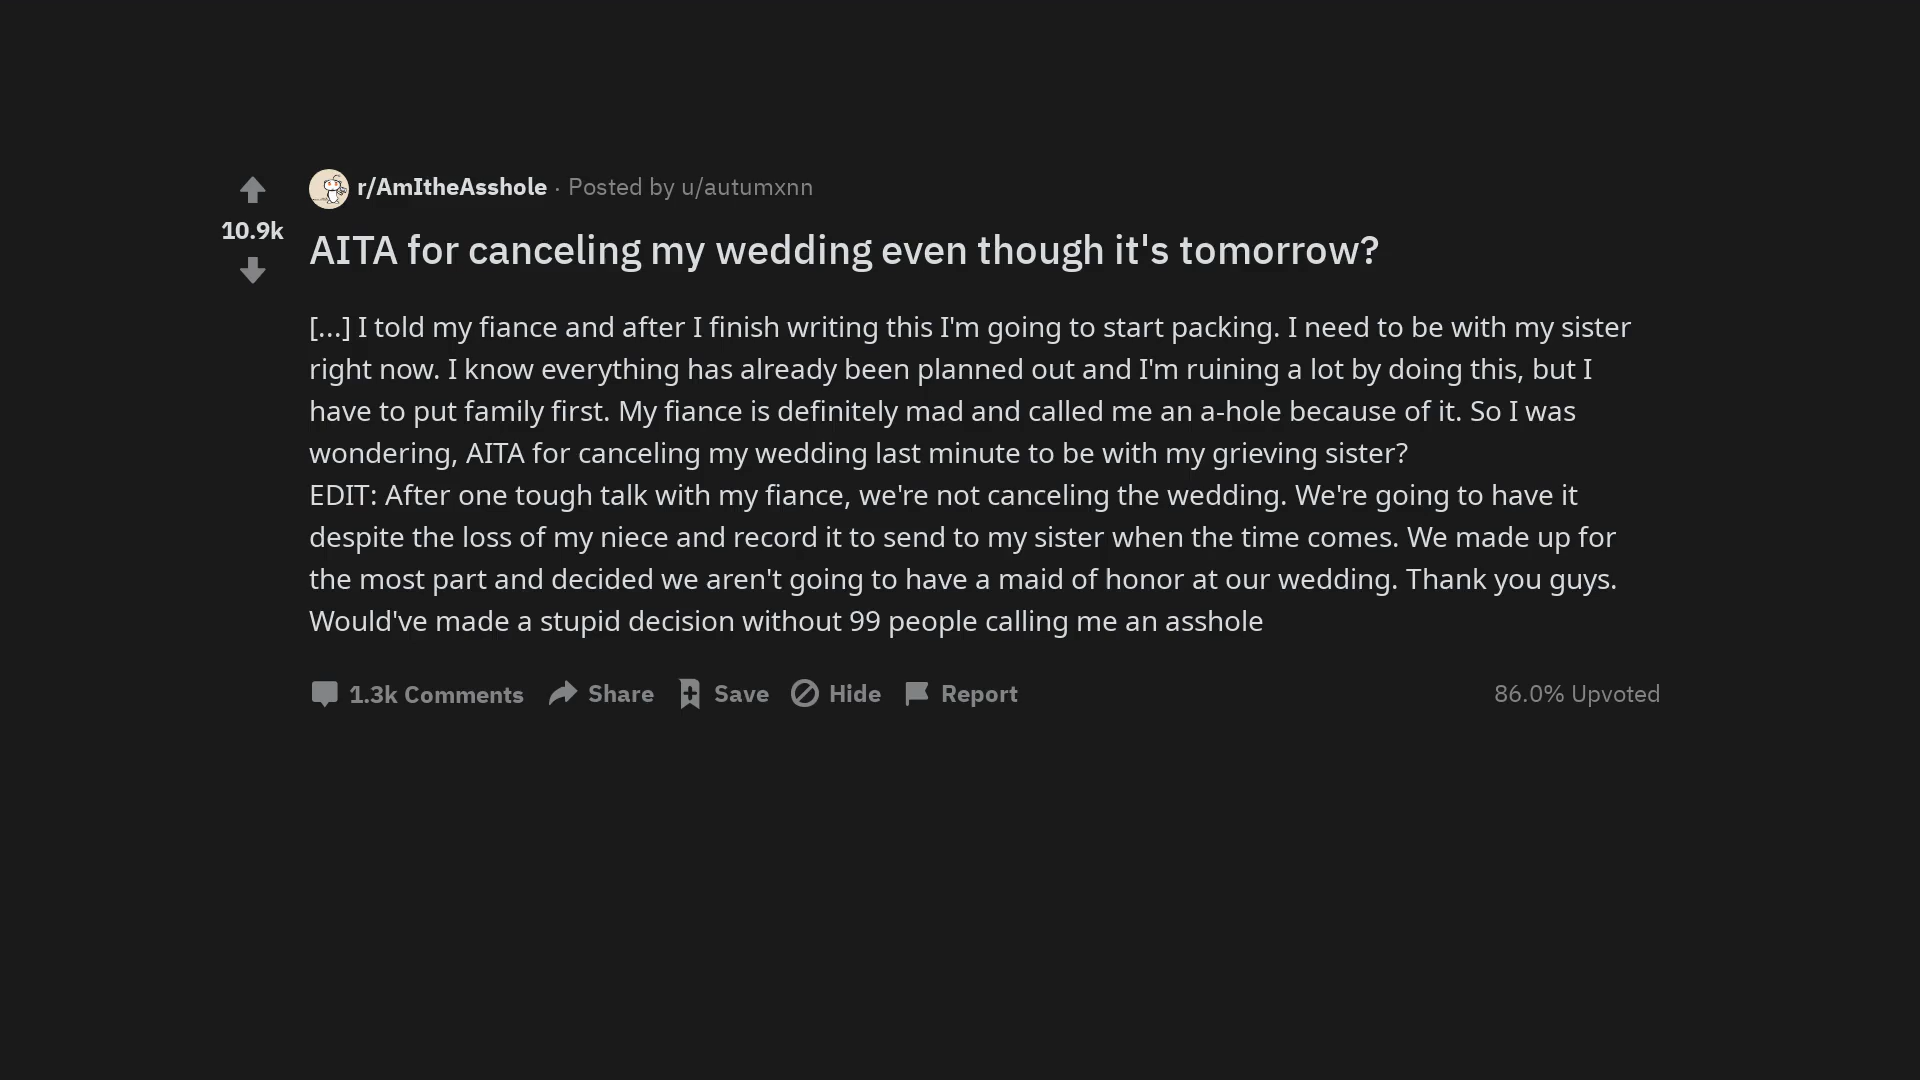 r/AmItheAsshole · Posted by u/autumxnn
10.9k
AITA for canceling my wedding even though it's tomorrow?
[...] I told my fiance and after I finish writing this I'm going to start packing. I need to be with my sister
right now. I know everything has already been planned out and I'm ruining a lot by doing this, but I
have to put family first. My fiance is definitely mad and called me an a-hole because of it. So I was
wondering, AITA for canceling my wedding last minute to be with my grieving sister?
EDIT: After one tough talk with my fiance, we're not canceling the wedding. We're going to have it
despite the loss of my niece and record it to send to my sister when the time comes. We made up for
the most part and decided we aren't going to have a maid of honor at our wedding. Thank you guys.
Would've made a stupid decision without 99 people calling me an asshole
1.3k Comments Share Save Hide Report 86.0% Upvoted